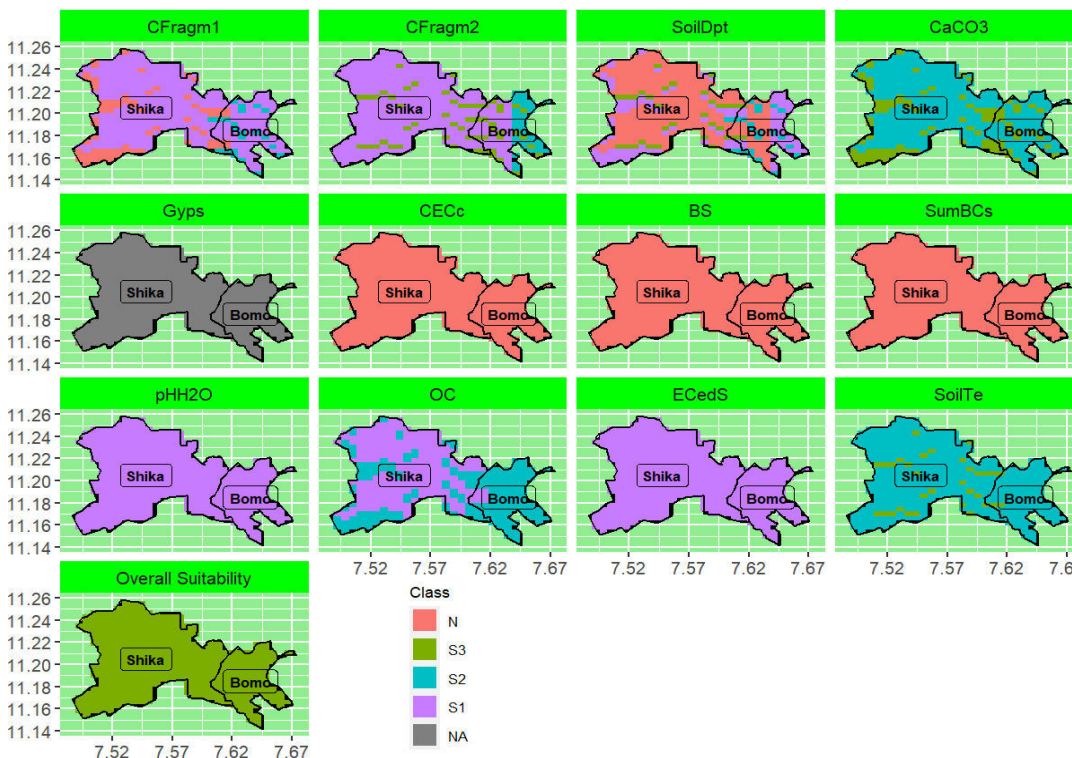 CFragm1 CFragm2 SoilDpt CaCO3
11.26
11.24
11.22
11.20
11.18
11.16
11.14
Shika Bomo Shika Bomo Shika Bomo Shika Bomo
Gyps CECc BS SumBCs
11.26
11.24
11.22
11.20
11.18
11.16
11.14
Shika Bomo Shika Bomo Shika Bomo Shika Bomo
pHH2O OC ECedS SoilTe
11.26
11.24
11.22
11.20
11.18
11.16
11.14
Shika Bomo Shika Bomo Shika Bomo Shika Bomo
7.52 7.57 7.62 7.67 7.52 7.57 7.62 7.67 7.52 7.57 7.62 7.67
Overall Suitability
11.26
11.24
11.22
11.20
11.18
11.16
11.14
Shika Bomo
7.52 7.57 7.62 7.67
Class
N
S3
S2
S1
NA